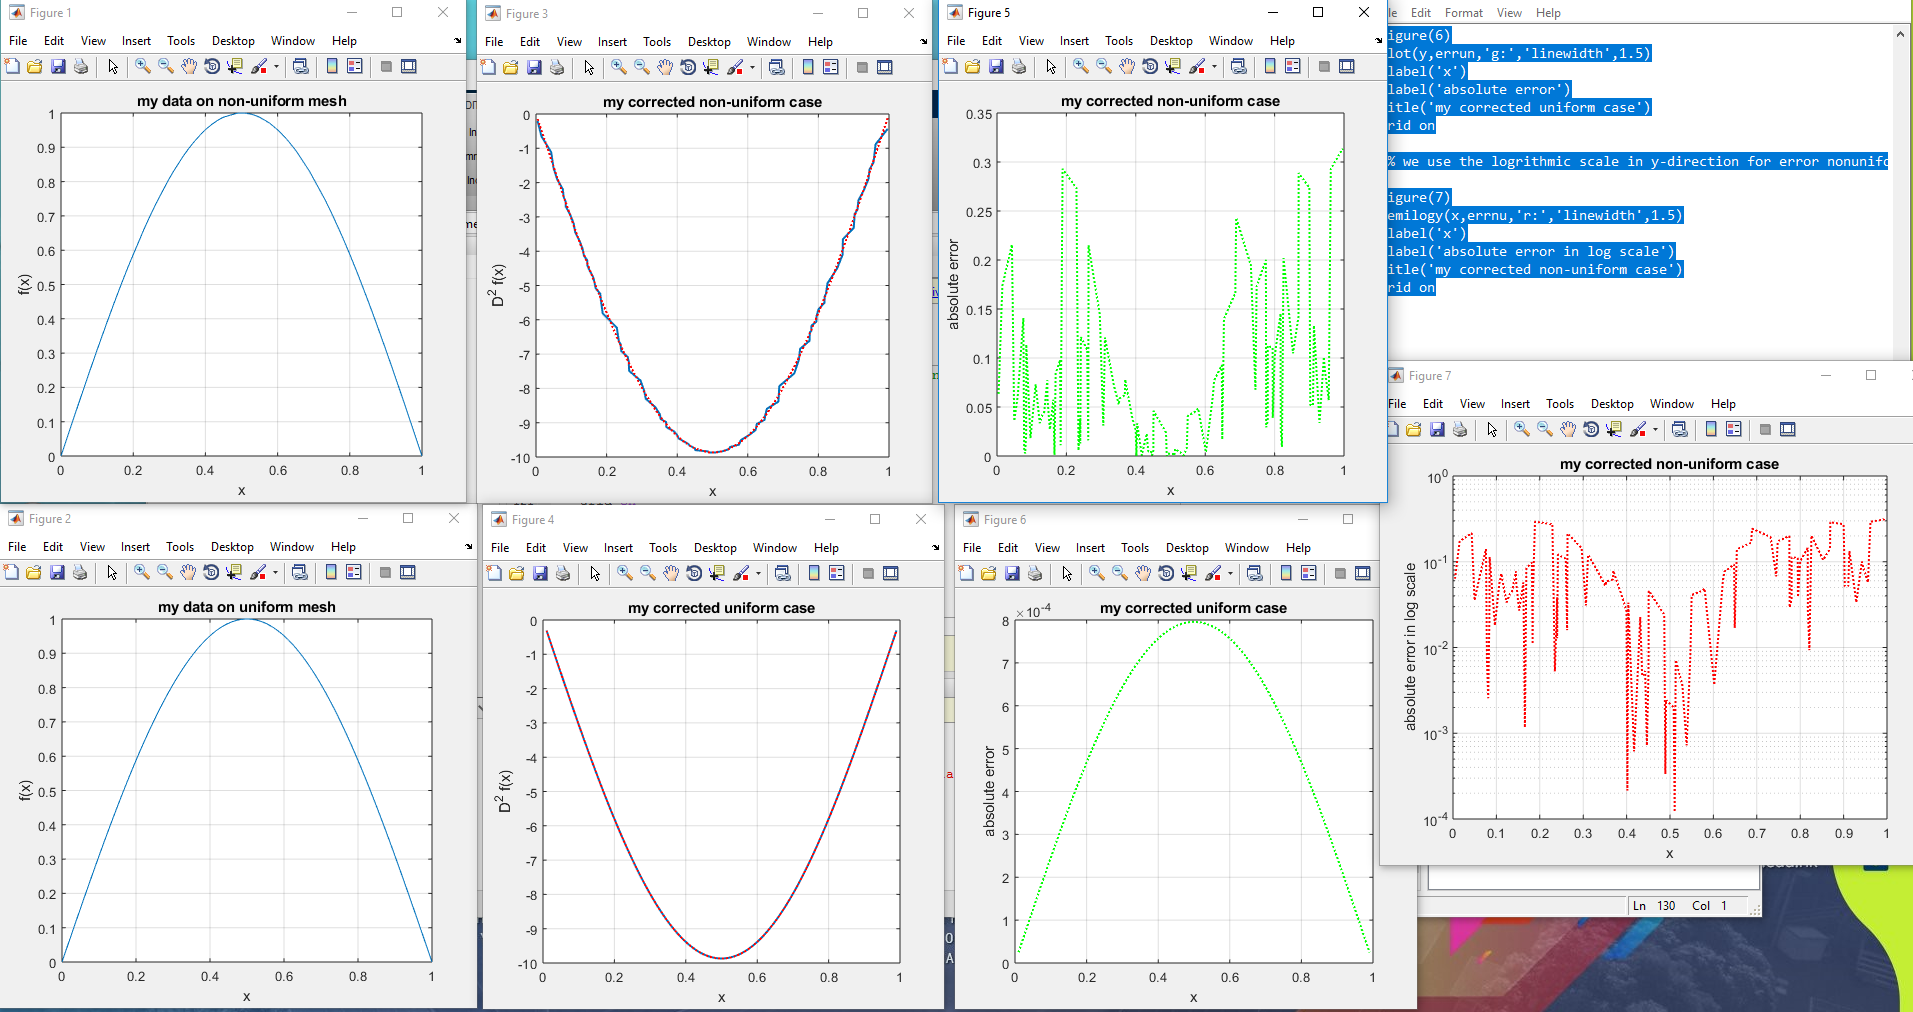 Figure 1
File Edit View Insert Tools Desktop Window Help
my data on non-uniform mesh
1
0.9
0.8
0.7
0.6
0.5
0.4
0.3
0.2
0.1
0
f(x)
0 0.2 0.4 0.6 0.8 1
x
Figure 3
File Edit View Insert Tools Desktop Window Help
my corrected non-uniform case
0
-1
-2
-3
-4
-5
-6
-7
-8
-9
-10
D² f(x)
0 0.2 0.4 0.6 0.8 1
x
Figure 5
File Edit View Insert Tools Desktop Window Help
my corrected non-uniform case
0.35
0.3
0.25
0.2
0.15
0.1
0.05
0
absolute error
0 0.2 0.4 0.6 0.8 1
x
le Edit Format View Help
igure(6)
lot(y,errun,'g:','linewidth',1.5)
label('x')
label('absolute error')
itle('my corrected uniform case')
rid on
% we use the logrithmic scale in y-direction for error nonunifo
igure(7)
emilogy(x,errnu,'r:','linewidth',1.5)
label('x')
label('absolute error in log scale')
itle('my corrected non-uniform case')
rid on
Figure 7
File Edit View Insert Tools Desktop Window Help
my corrected non-uniform case
10⁰
10⁻¹
10⁻²
10⁻³
10⁻⁴
absolute error in log scale
0 0.1 0.2 0.3 0.4 0.5 0.6 0.7 0.8 0.9 1
x
Figure 2
File Edit View Insert Tools Desktop Window Help
my data on uniform mesh
1
0.9
0.8
0.7
0.6
0.5
0.4
0.3
0.2
0.1
0
f(x)
0 0.2 0.4 0.6 0.8 1
x
Figure 4
File Edit View Insert Tools Desktop Window Help
my corrected uniform case
0
-1
-2
-3
-4
-5
-6
-7
-8
-9
-10
D² f(x)
0 0.2 0.4 0.6 0.8 1
x
Figure 6
File Edit View Insert Tools Desktop Window Help
my corrected uniform case
×10⁻⁴
8
7
6
5
4
3
2
1
0
absolute error
0 0.2 0.4 0.6 0.8 1
x
Ln 130 Col 1